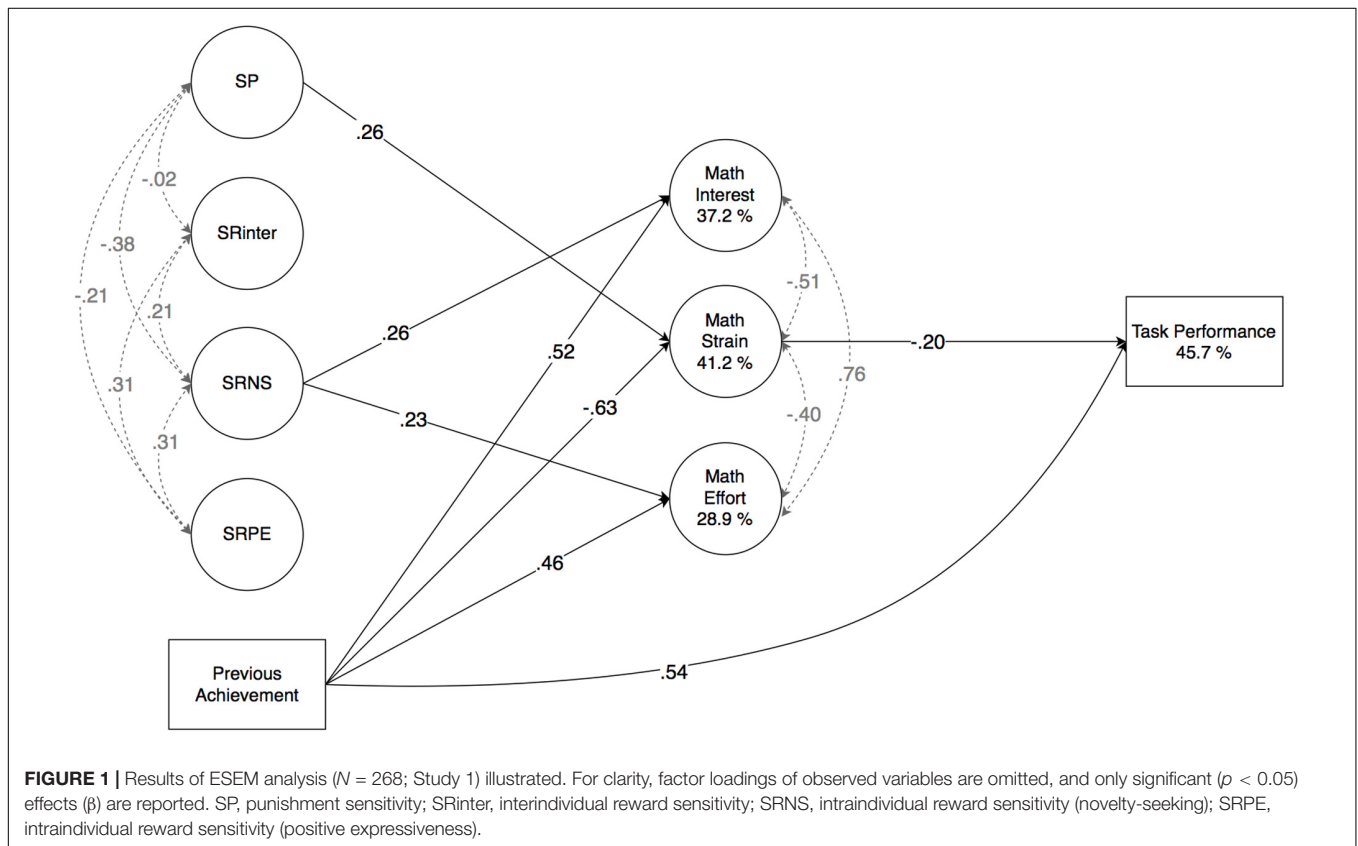 SP
.26
-.02
Math
Interest
37.2 %
SRinter
-.38
-.51
-.21
.21
Math
Strain
41.2 %
-.20
Task Performance
45.7 %
.26
.52
.76
SRNS
.31
-.63
-.40
.23
.31
Math
Effort
28.9 %
SRPE
.46
Previous
Achievement
.54
FIGURE 1 | Results of ESEM analysis (N = 268; Study 1) illustrated. For clarity, factor loadings of observed variables are omitted, and only significant (p < 0.05)
effects (β) are reported. SP, punishment sensitivity; SRinter, interindividual reward sensitivity; SRNS, intraindividual reward sensitivity (novelty-seeking); SRPE,
intraindividual reward sensitivity (positive expressiveness).